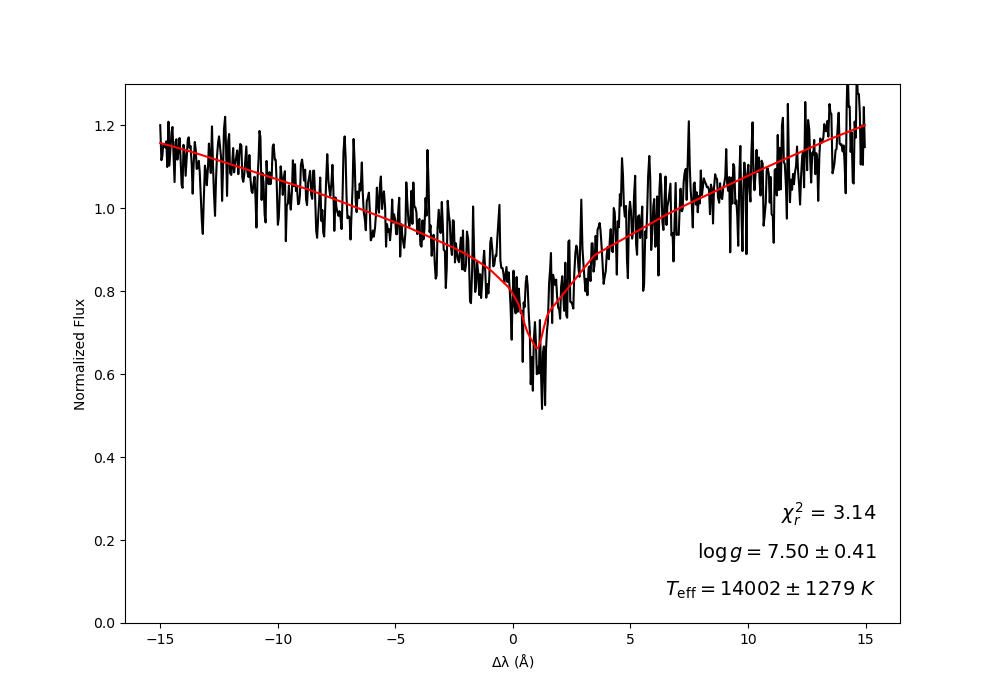 1.2
1.0
0.8
0.6
0.4
0.2
0.0
Normalized Flux
χ²ᵣ = 3.14
log g = 7.50 ± 0.41
T_eff = 14002 ± 1279 K
−15 −10 −5 0 5 10 15
Δλ (Å)